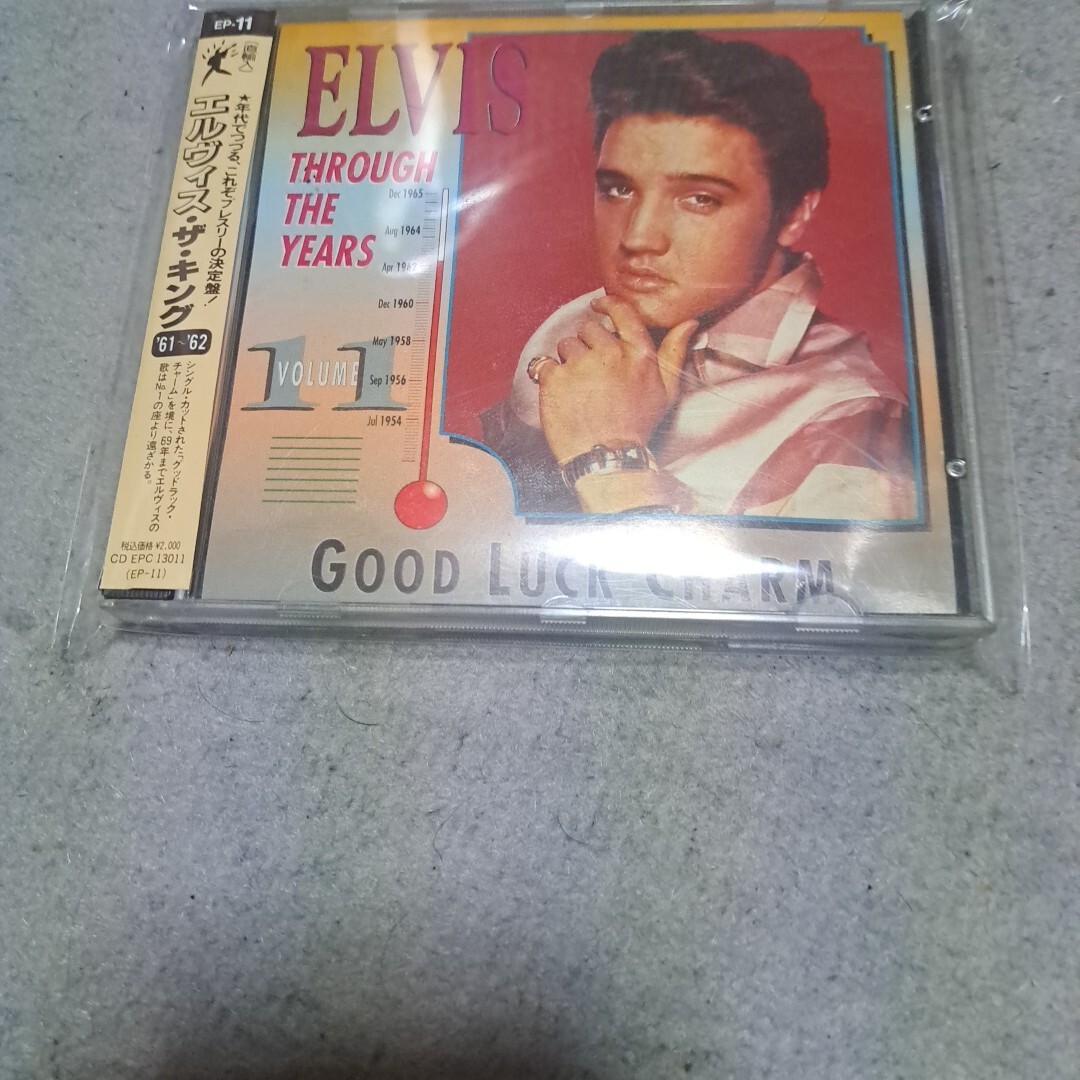 EP-11
直輸入
★年代でつづる、これぞプレスリーの決定盤!
エルヴィス・ザ・キング
'61~'62
シングル・カットされた「グッドラック・
チャーム」を境に、69年までエルヴィスの
歌はNo.1の座より遠ざかる。
税込価格 ¥2,000
CD EPC 13011
(EP-11)
ELVIS
THROUGH
THE
YEARS
Dec 1965
Aug 1964
Apr 1962
Dec 1960
May 1958
Sep 1956
Jul 1954
11
VOLUME
GOOD LUCK CHARM